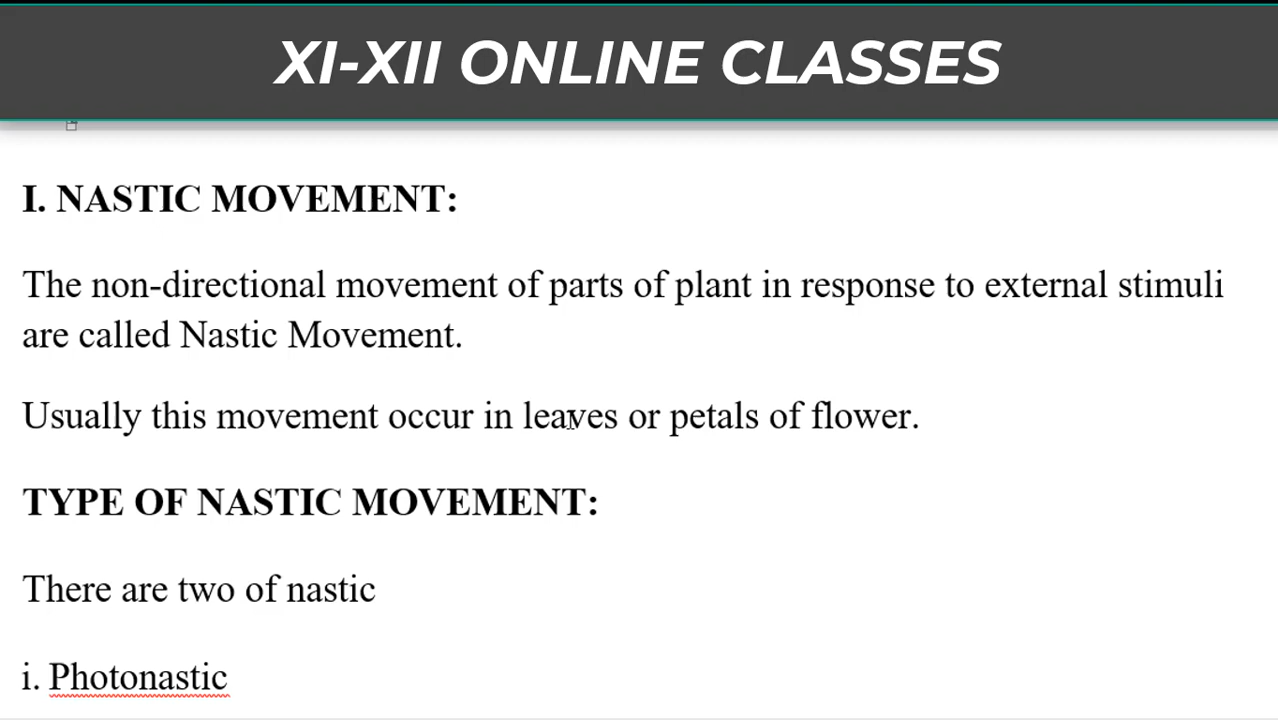 XI-XII ONLINE CLASSES
I. NASTIC MOVEMENT:
The non-directional movement of parts of plant in response to external stimuli
are called Nastic Movement.
Usually this movement occur in leaves or petals of flower.
TYPE OF NASTIC MOVEMENT:
There are two of nastic
i. Photonastic